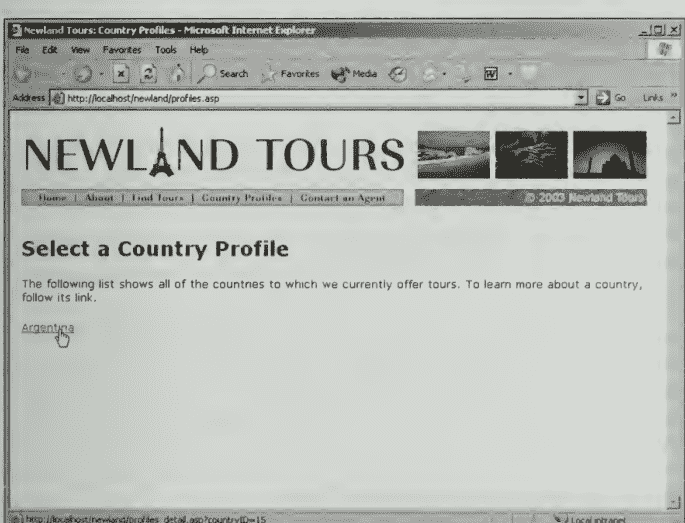 Newland Tours: Country Profiles - Microsoft Internet Explorer
File Edit View Favorites Tools Help
Search Favorites Media W
Address http://localhost/newland/profiles.asp Go Links »
NEWLAND TOURS
Home | About | Find Tours | Country Profiles | Contact an Agent © 2003 Newland Tours
Select a Country Profile
The following list shows all of the countries to which we currently offer tours. To learn more about a country,
follow its link.
Argentina
http://localhost/newland/profiles_detail.asp?countryID=15 Local intranet